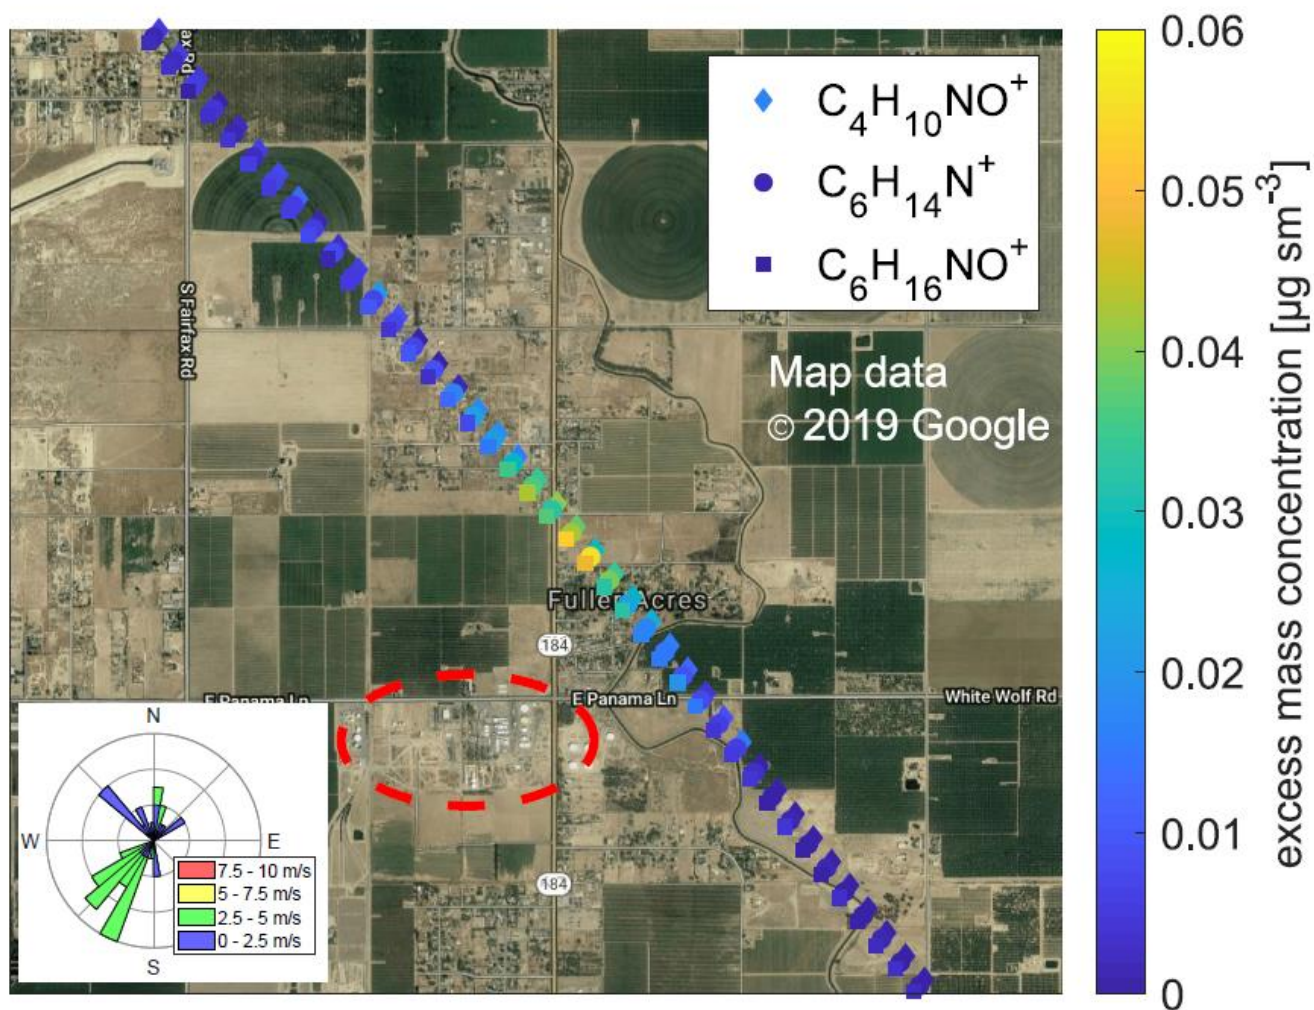 ax Rd
C₄H₁₀NO⁺
C₆H₁₄N⁺
C₆H₁₆NO⁺
S Fairfax Rd
Map data
© 2019 Google
Fuller Acres
184
E Panama Ln
E Panama Ln
White Wolf Rd
184
N
W
E
S
7.5 - 10 m/s
5 - 7.5 m/s
2.5 - 5 m/s
0 - 2.5 m/s
0.06
0.05
0.04
0.03
0.02
0.01
0
excess mass concentration [µg sm⁻³]